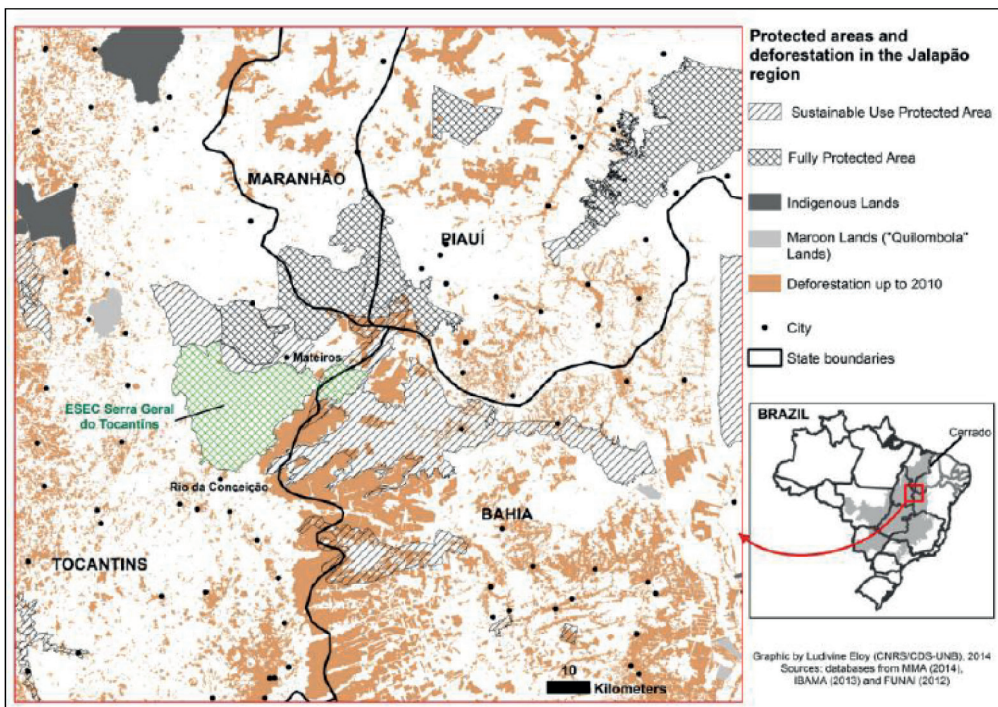 Protected areas and
deforestation in the Jalapão
region
Sustainable Use Protected Area
Fully Protected Area
Indigenous Lands
Maroon Lands ("Quilombola"
Lands)
Deforestation up to 2010
City
State boundaries
MARANHÃO
PIAUÍ
Mateiros
ESEC Serra Geral
do Tocantins
Rio da Conceição
BAHIA
TOCANTINS
10
Kilometers
BRAZIL
Cerrado
Graphic by Ludivine Eloy (CNRS/CDS-UNB), 2014
Sources: databases from MMA (2014),
IBAMA (2013) and FUNAI (2012)